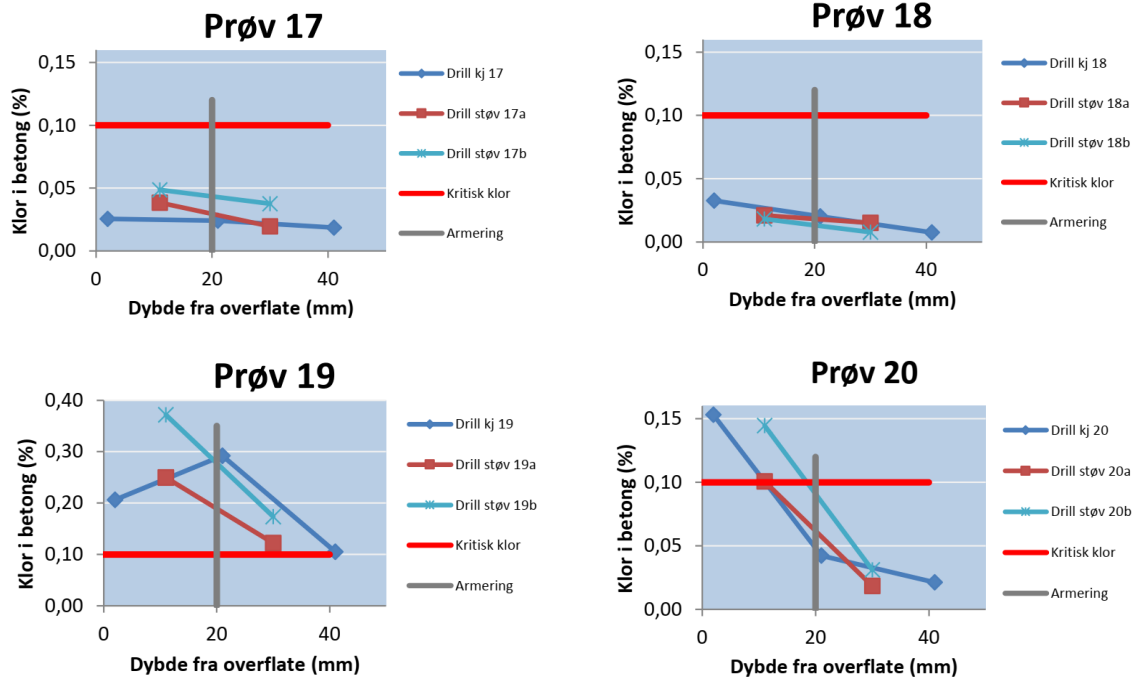 Prøv 17
Klor i betong (%)
0,15
0,10
0,05
0,00
0
20
40
Dybde fra overflate (mm)
Drill kj 17
Drill støv 17a
Drill støv 17b
Kritisk klor
Armering
Prøv 18
Klor i betong (%)
0,15
0,10
0,05
0,00
0
20
40
Dybde fra overflate (mm)
Drill kj 18
Drill støv 18a
Drill støv 18b
Kritisk klor
Armering
Prøv 19
Klor i betong (%)
0,40
0,30
0,20
0,10
0,00
0
20
40
Dybde fra overflate (mm)
Drill kj 19
Drill støv 19a
Drill støv 19b
Kritisk klor
Armering
Prøv 20
Klor i betong (%)
0,15
0,10
0,05
0,00
0
20
40
Dybde fra overflate (mm)
Drill kj 20
Drill støv 20a
Drill støv 20b
Kritisk klor
Armering